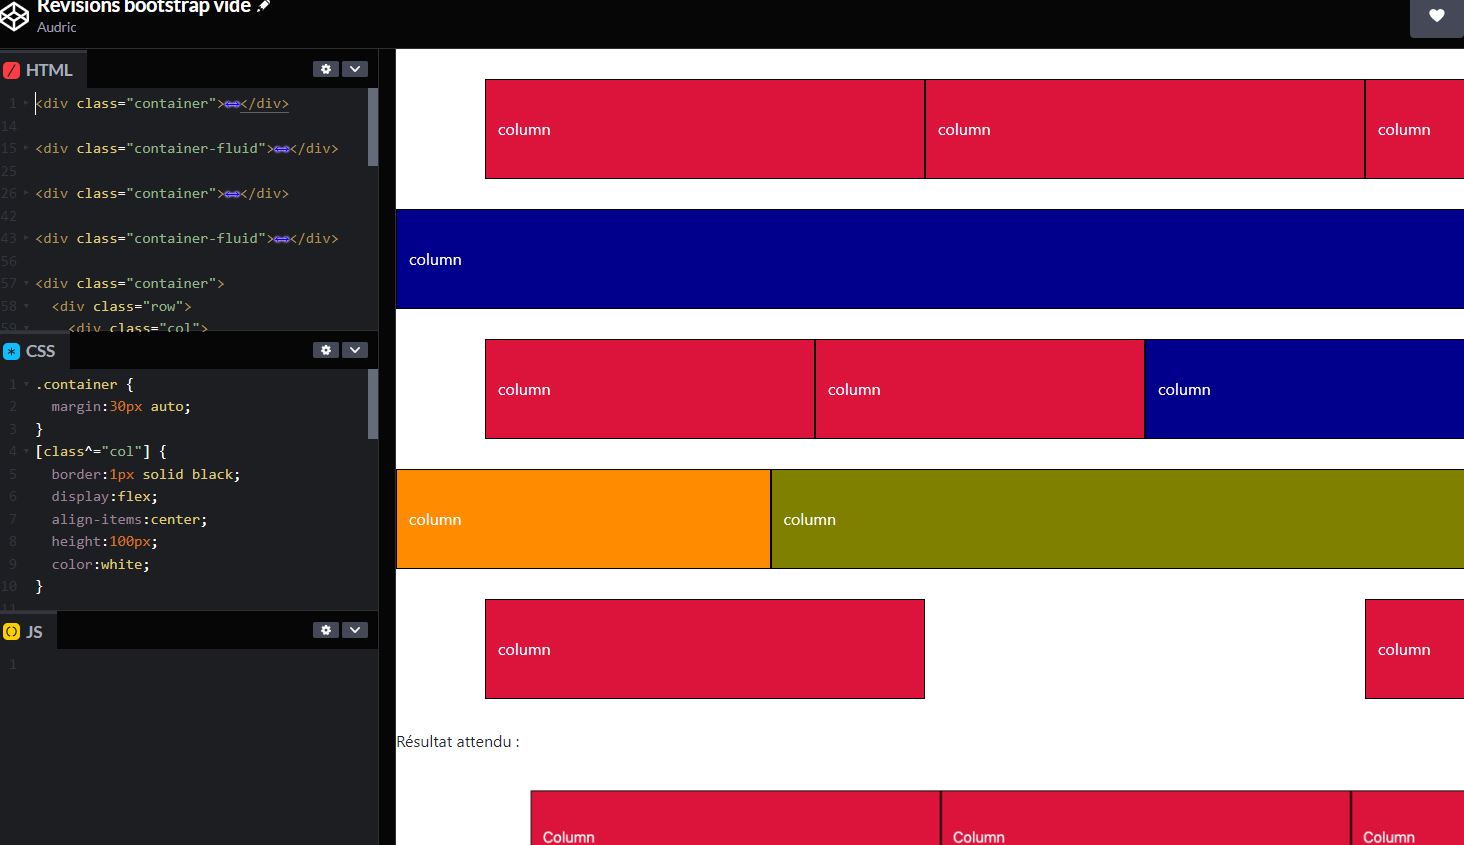 Révisions bootstrap vide
Audric
HTML
1 <div class="container"></div>
14
15 <div class="container-fluid"></div>
25
26 <div class="container"></div>
42
43 <div class="container-fluid"></div>
56
57 <div class="container">
58 <div class="row">
59 <div class="col">
CSS
1 .container {
2 margin:30px auto;
3 }
4 [class^="col"] {
5 border:1px solid black;
6 display:flex;
7 align-items:center;
8 height:100px;
9 color:white;
10 }
11
JS
1
column column column
column
column column column
column column
column column
Résultat attendu :
Column Column Column